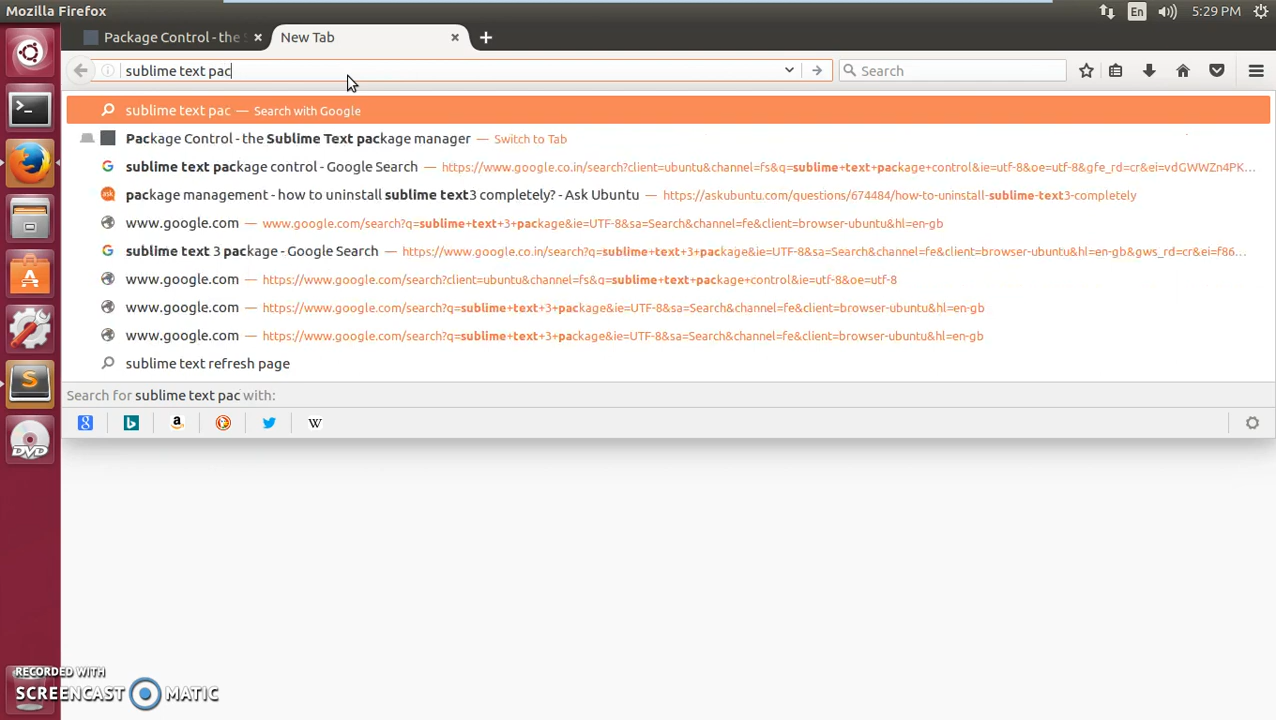 Mozilla Firefox En 5:29 PM
Package Control - the S New Tab
sublime text pac Search
sublime text pac — Search with Google
Package Control - the Sublime Text package manager — Switch to Tab
sublime text package control - Google Search — https://www.google.co.in/search?client=ubuntu&channel=fs&q=sublime+text+package+control&ie=utf-8&oe=utf-8&gfe_rd=cr&ei=vdGWWZn4PK...
package management - how to uninstall sublime text3 completely? - Ask Ubuntu — https://askubuntu.com/questions/674484/how-to-uninstall-sublime-text3-completely
www.google.com — www.google.com/search?q=sublime+text+3+package&ie=UTF-8&sa=Search&channel=fe&client=browser-ubuntu&hl=en-gb
sublime text 3 package - Google Search — https://www.google.co.in/search?q=sublime+text+3+package&ie=UTF-8&sa=Search&channel=fe&client=browser-ubuntu&hl=en-gb&gws_rd=cr&ei=f86...
www.google.com — https://www.google.com/search?client=ubuntu&channel=fs&q=sublime+text+package+control&ie=utf-8&oe=utf-8
www.google.com — https://www.google.com/search?q=sublime+text+3+package&ie=UTF-8&sa=Search&channel=fe&client=browser-ubuntu&hl=en-gb
www.google.com — https://www.google.com/search?q=sublime+text+3+package&ie=UTF-8&sa=Search&channel=fe&client=browser-ubuntu&hl=en-gb
sublime text refresh page
Search for sublime text pac with:
DVD
RECORDED WITH
SCREENCAST MATIC